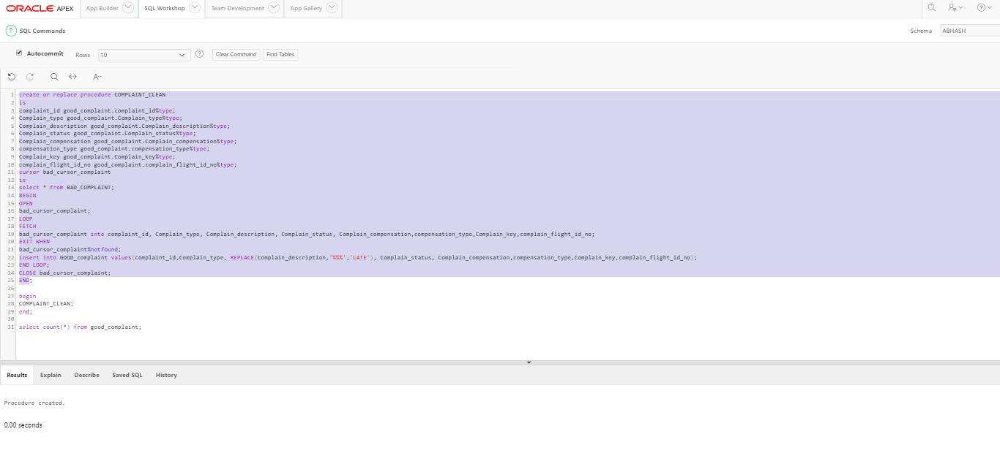 ORACLE APEX App Builder SQL Workshop Team Development App Gallery
SQL Commands Schema ABHASH
Autocommit Rows 10 Clear Command Find Tables
A··
1 create or replace procedure COMPLAINT_CLEAN
2 is
3 complaint_id good_complaint.complaint_id%type;
4 Complain_type good_complaint.Complain_type%type;
5 Complain_description good_complaint.Complain_description%type;
6 Complain_status good_complaint.Complain_status%type;
7 Complain_compensation good_complaint.Complain_compensation%type;
8 compensation_type good_complaint.compensation_type%type;
9 Complain_key good_complaint.Complain_key%type;
10 complain_flight_id_no good_complaint.complain_flight_id_no%type;
11 cursor bad_cursor_complaint
12 is
13 select * from BAD_COMPLAINT;
14 BEGIN
15 OPEN
16 bad_cursor_complaint;
17 LOOP
18 FETCH
19 bad_cursor_complaint into complaint_id, Complain_type, Complain_description, Complain_status, Complain_compensation,compensation_type,Complain_key,complain_flight_id_no;
20 EXIT WHEN
21 bad_cursor_complaint%notfound;
22 insert into GOOD_complaint values(complaint_id,Complain_type, REPLACE(Complain_description,'%%%','LATE'), Complain_status, Complain_compensation,compensation_type,Complain_key,complain_flight_id_no);
23 END LOOP;
24 CLOSE bad_cursor_complaint;
25 END;
26
27 begin
28 COMPLAINT_CLEAN;
29 end;
30
31 select count(*) from good_complaint;
Results Explain Describe Saved SQL History
Procedure created.
0.00 seconds